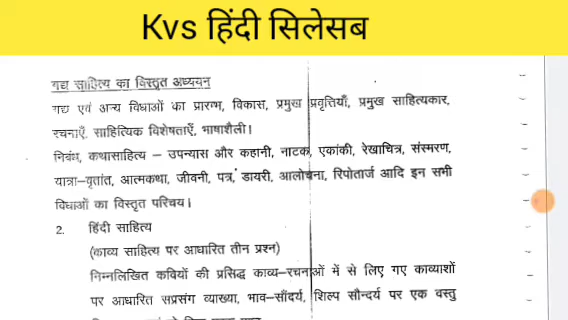 Kvs हिंदी सिलेसब
गद्य साहित्य का विस्तृत अध्ययन
गद्य एवं अन्य विधाओं का प्रारम्भ, विकास, प्रमुख प्रवृत्तियाँ, प्रमुख साहित्यकार,
रचनाएँ, साहित्यिक विशेषताएँ, भाषाशैली।
निबंध, कथासाहित्य – उपन्यास और कहानी, नाटक, एकांकी, रेखाचित्र, संस्मरण,
यात्रा–वृतांत, आत्मकथा, जीवनी, पत्र, डायरी, आलोचना, रिपोतार्ज आदि इन सभी
विधाओं का विस्तृत परिचय।
2. हिंदी साहित्य
(काव्य साहित्य पर आधारित तीन प्रश्न)
निम्नलिखित कवियों की प्रसिद्ध काव्य–रचनाओं में से लिए गए काव्याशों
पर आधारित सप्रसंग व्याख्या, भाव–सौंदर्य, शिल्प सौन्दर्य पर एक वस्तु